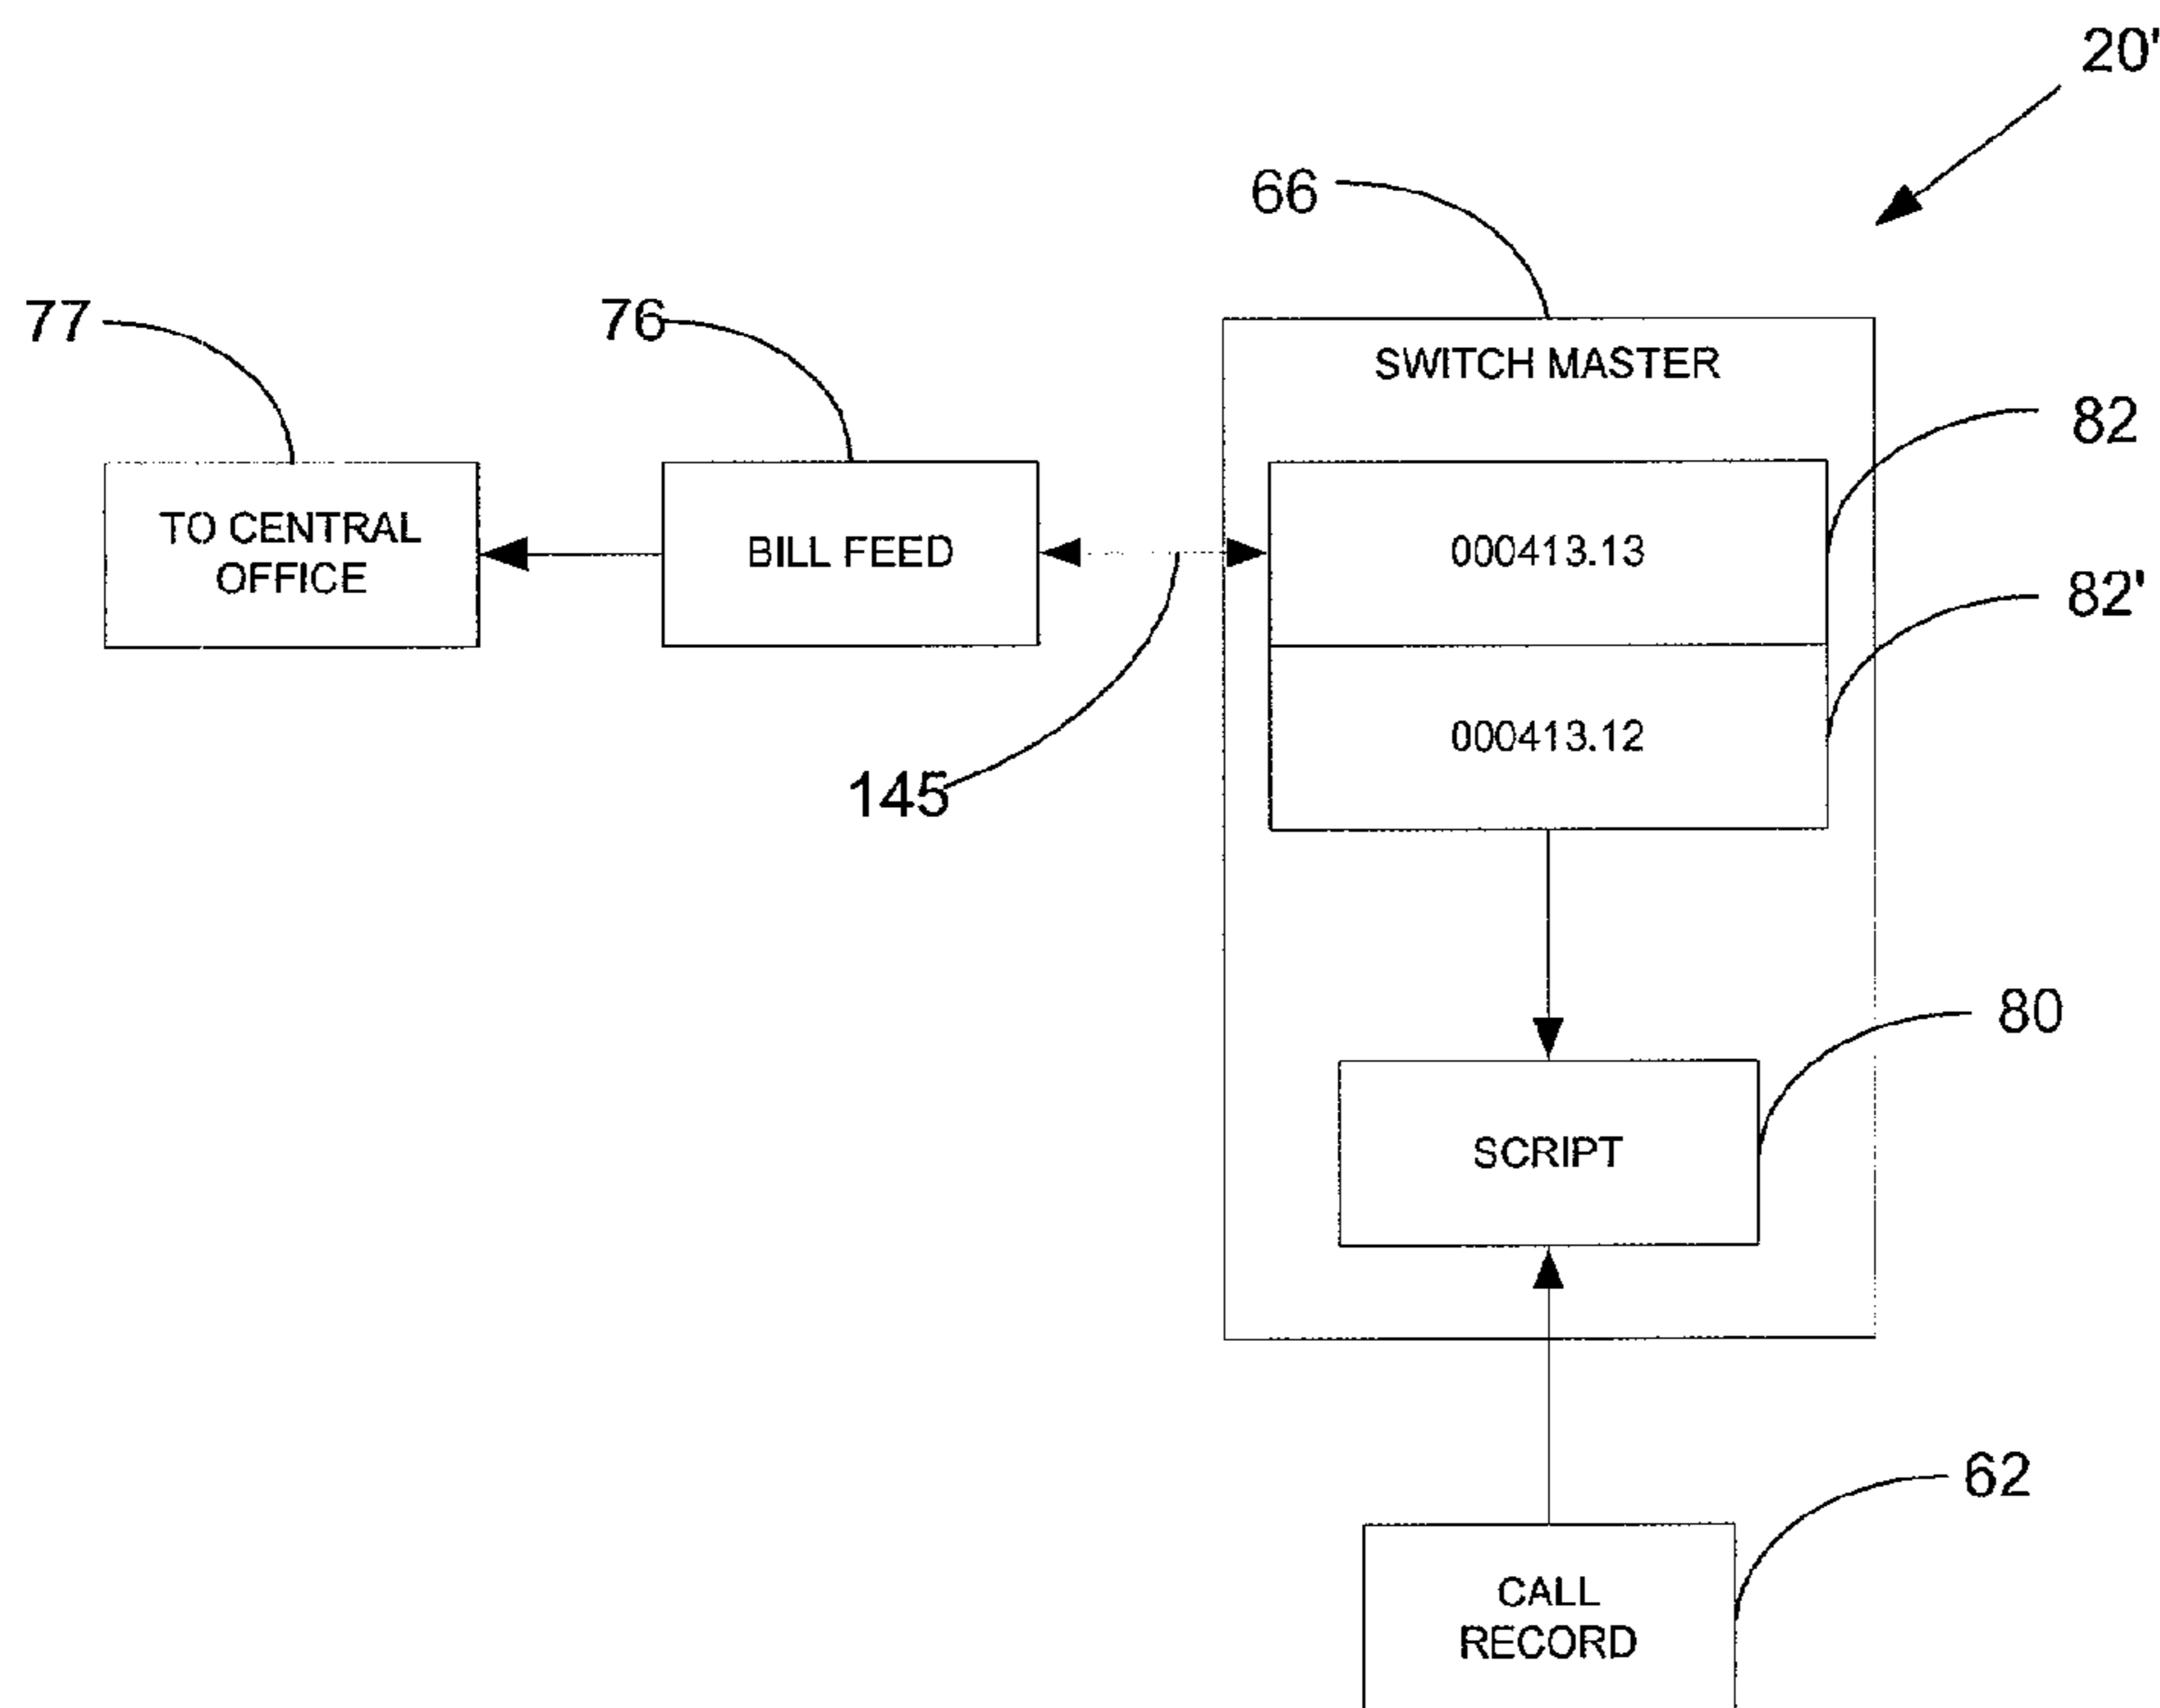 20'
66
77
76
SWITCH MASTER
82
TO CENTRAL
OFFICE
BILL FEED
000413.13
82'
000413.12
145
80
SCRIPT
62
CALL
RECORD